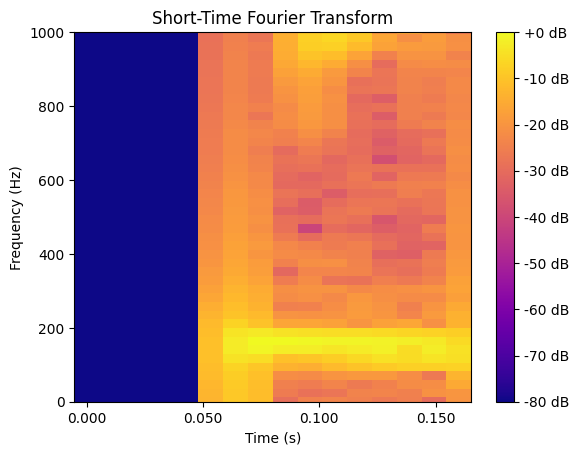 Short-Time Fourier Transform
1000
800
600
400
200
0
Frequency (Hz)
0.000
0.050
0.100
0.150
Time (s)
+0 dB
-10 dB
-20 dB
-30 dB
-40 dB
-50 dB
-60 dB
-70 dB
-80 dB